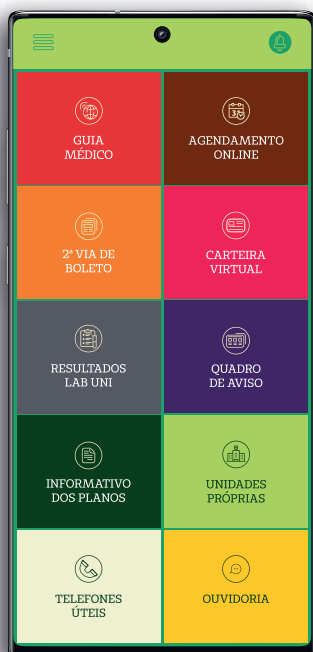 GUIA
MÉDICO
AGENDAMENTO
ONLINE
2ª VIA DE
BOLETO
CARTEIRA
VIRTUAL
RESULTADOS
LAB UNI
QUADRO
DE AVISO
INFORMATIVO
DOS PLANOS
UNIDADES
PRÓPRIAS
TELEFONES
ÚTEIS
OUVIDORIA